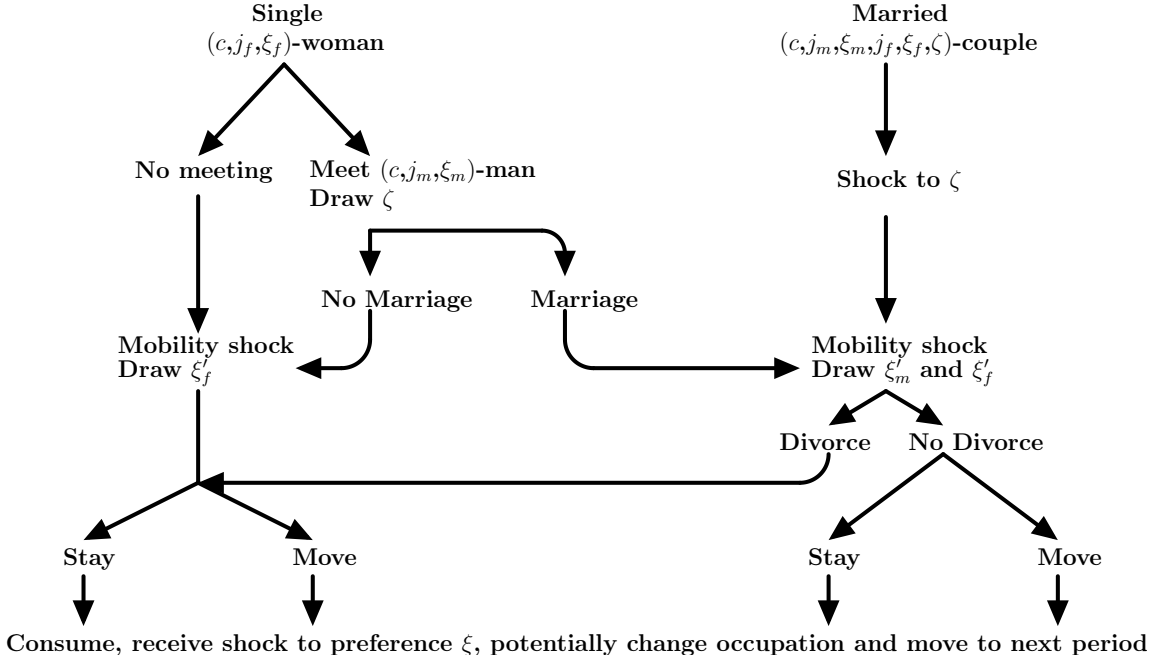 Single
(c,j_f,ξ_f)-woman
Married
(c,j_m,ξ_m,j_f,ξ_f,ζ)-couple
No meeting
Meet (c,j_m,ξ_m)-man
Draw ζ
Shock to ζ
No Marriage
Marriage
Mobility shock
Draw ξ′_f
Mobility shock
Draw ξ′_m and ξ′_f
Divorce
No Divorce
Stay
Move
Stay
Move
Consume, receive shock to preference ξ, potentially change occupation and move to next period